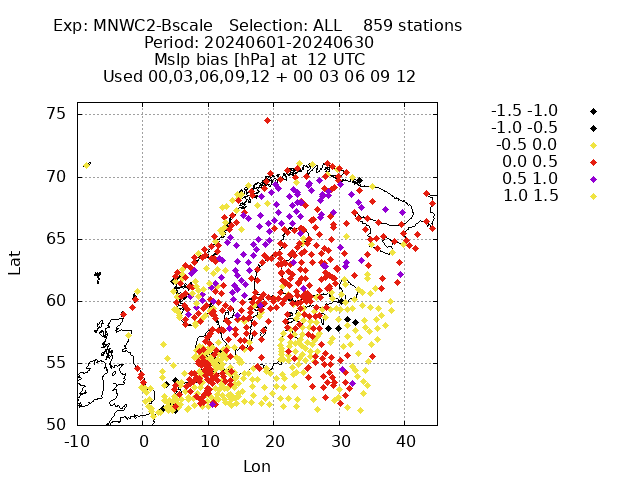 Exp: MNWC2-Bscale   Selection: ALL    859 stations
Period: 20240601-20240630
Mslp bias [hPa] at  12 UTC
Used 00,03,06,09,12 + 00 03 06 09 12
-1.5 -1.0
-1.0 -0.5
-0.5 0.0
0.0 0.5
0.5 1.0
1.0 1.5
75
70
65
60
55
50
Lat
-10 0 10 20 30 40
Lon